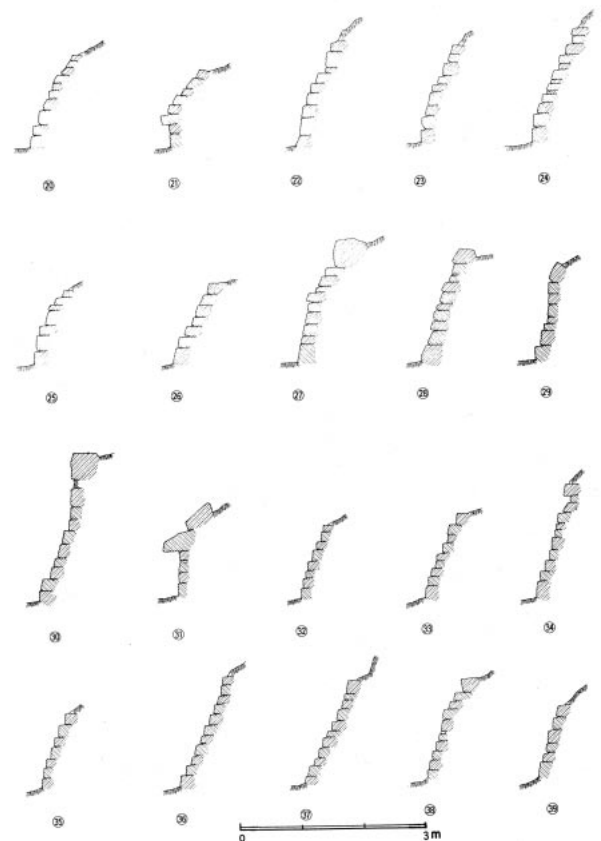 ⑳ ㉑ ㉒ ㉓ ㉔
㉕ ㉖ ㉗ ㉘ ㉙
㉚ ㉛ ㉜ ㉝ ㉞
㉟ ㊱ ㊲ ㊳ ㊴
0 3 m